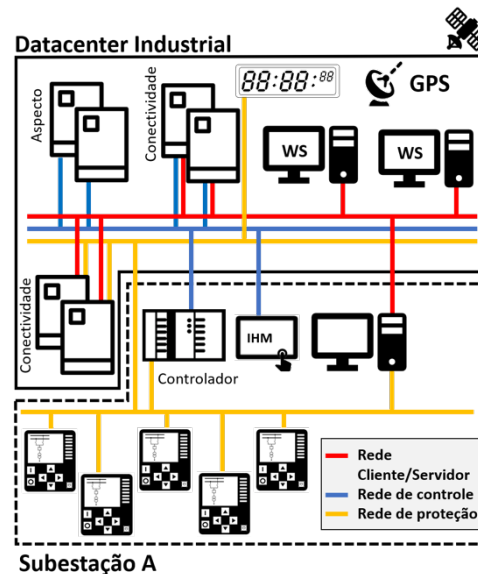 Datacenter Industrial
Aspecto
Conectividade
88:88:88
GPS
WS
WS
Conectividade
Controlador
IHM
Rede
Cliente/Servidor
Rede de controle
Rede de proteção
Subestação A